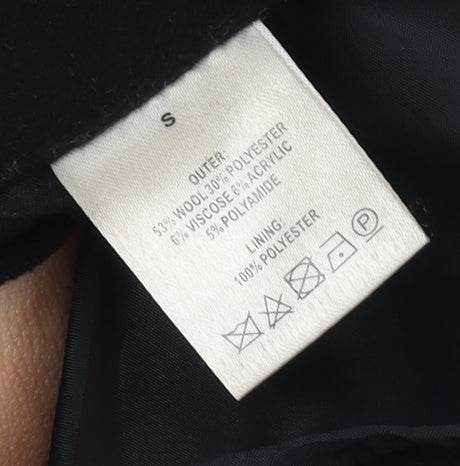 S
OUTER:
53% WOOL 30% POLYESTER
6% VISCOSE 6% ACRYLIC
5% POLYAMIDE
LINING:
100% POLYESTER
P